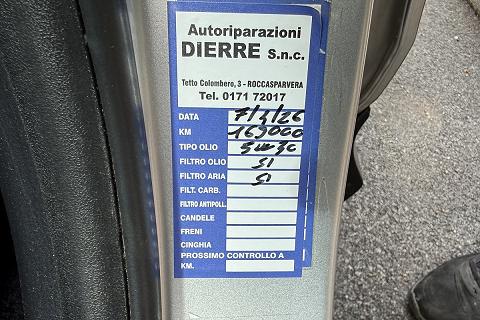 Autoriparazioni
DIERRE S.n.c.
Tetto Colombero, 3 - ROCCASPARVERA
Tel. 0171 72017
DATA 7/1/26
KM 169000
TIPO OLIO 5W30
FILTRO OLIO SI
FILTRO ARIA SI
FILT. CARB.
FILTRO ANTIPOLL.
CANDELE
FRENI
CINGHIA
PROSSIMO CONTROLLO A
KM.